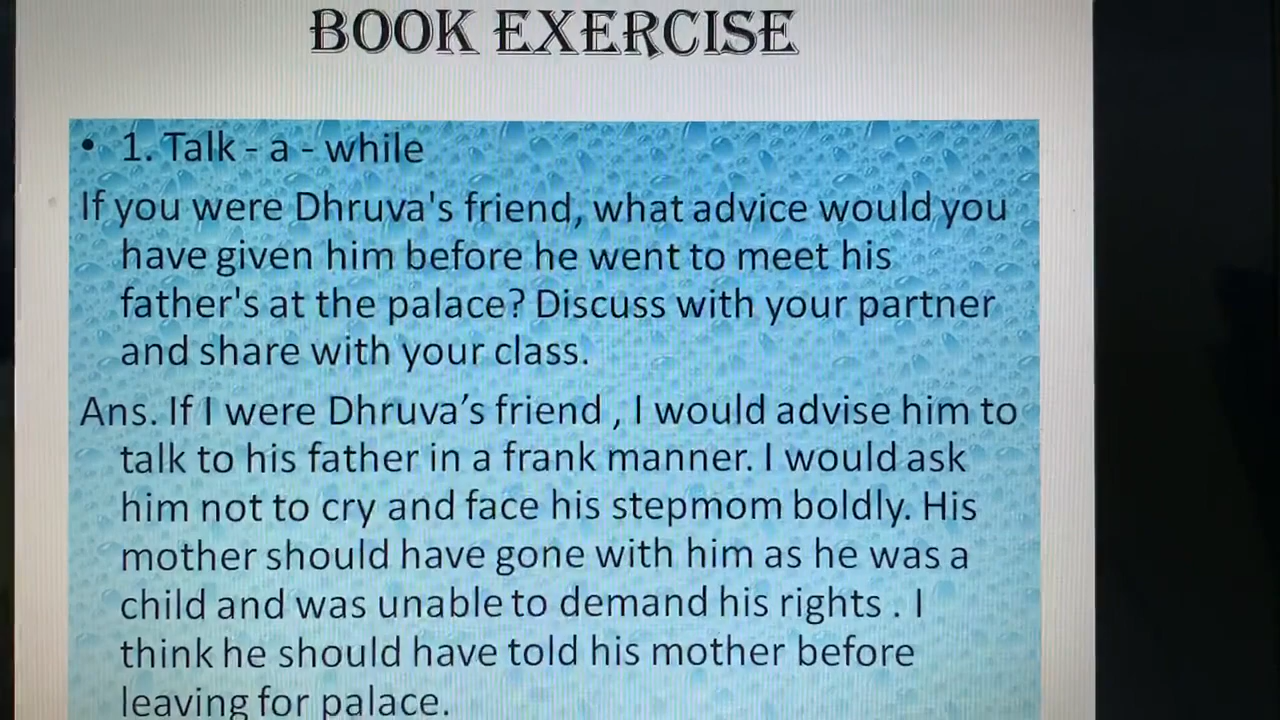 BOOK EXERCISE
• 1. Talk - a - while
If you were Dhruva's friend, what advice would you
have given him before he went to meet his
father's at the palace? Discuss with your partner
and share with your class.
Ans. If I were Dhruva’s friend , I would advise him to
talk to his father in a frank manner. I would ask
him not to cry and face his stepmom boldly. His
mother should have gone with him as he was a
child and was unable to demand his rights . I
think he should have told his mother before
leaving for palace.